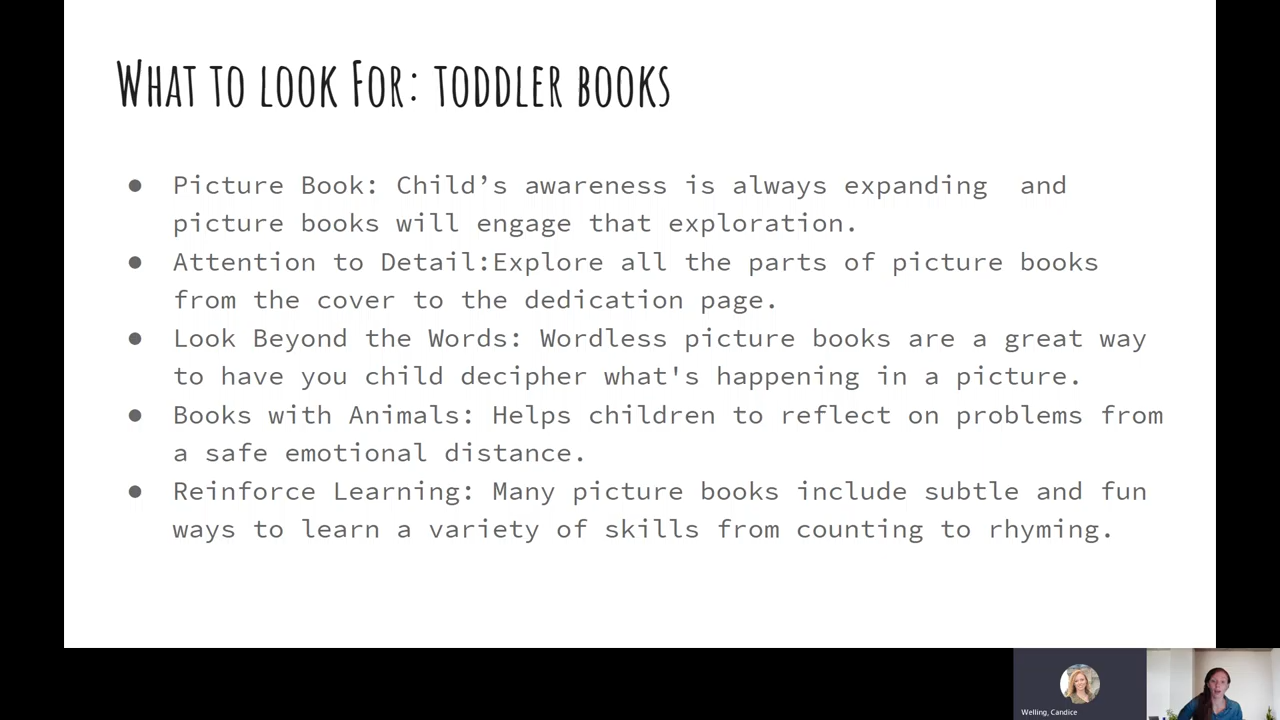 What to look For: toddler books
● Picture Book: Child’s awareness is always expanding  and
picture books will engage that exploration.
● Attention to Detail:Explore all the parts of picture books
from the cover to the dedication page.
● Look Beyond the Words: Wordless picture books are a great way
to have you child decipher what's happening in a picture.
● Books with Animals: Helps children to reflect on problems from
a safe emotional distance.
● Reinforce Learning: Many picture books include subtle and fun
ways to learn a variety of skills from counting to rhyming.
Welling, Candice